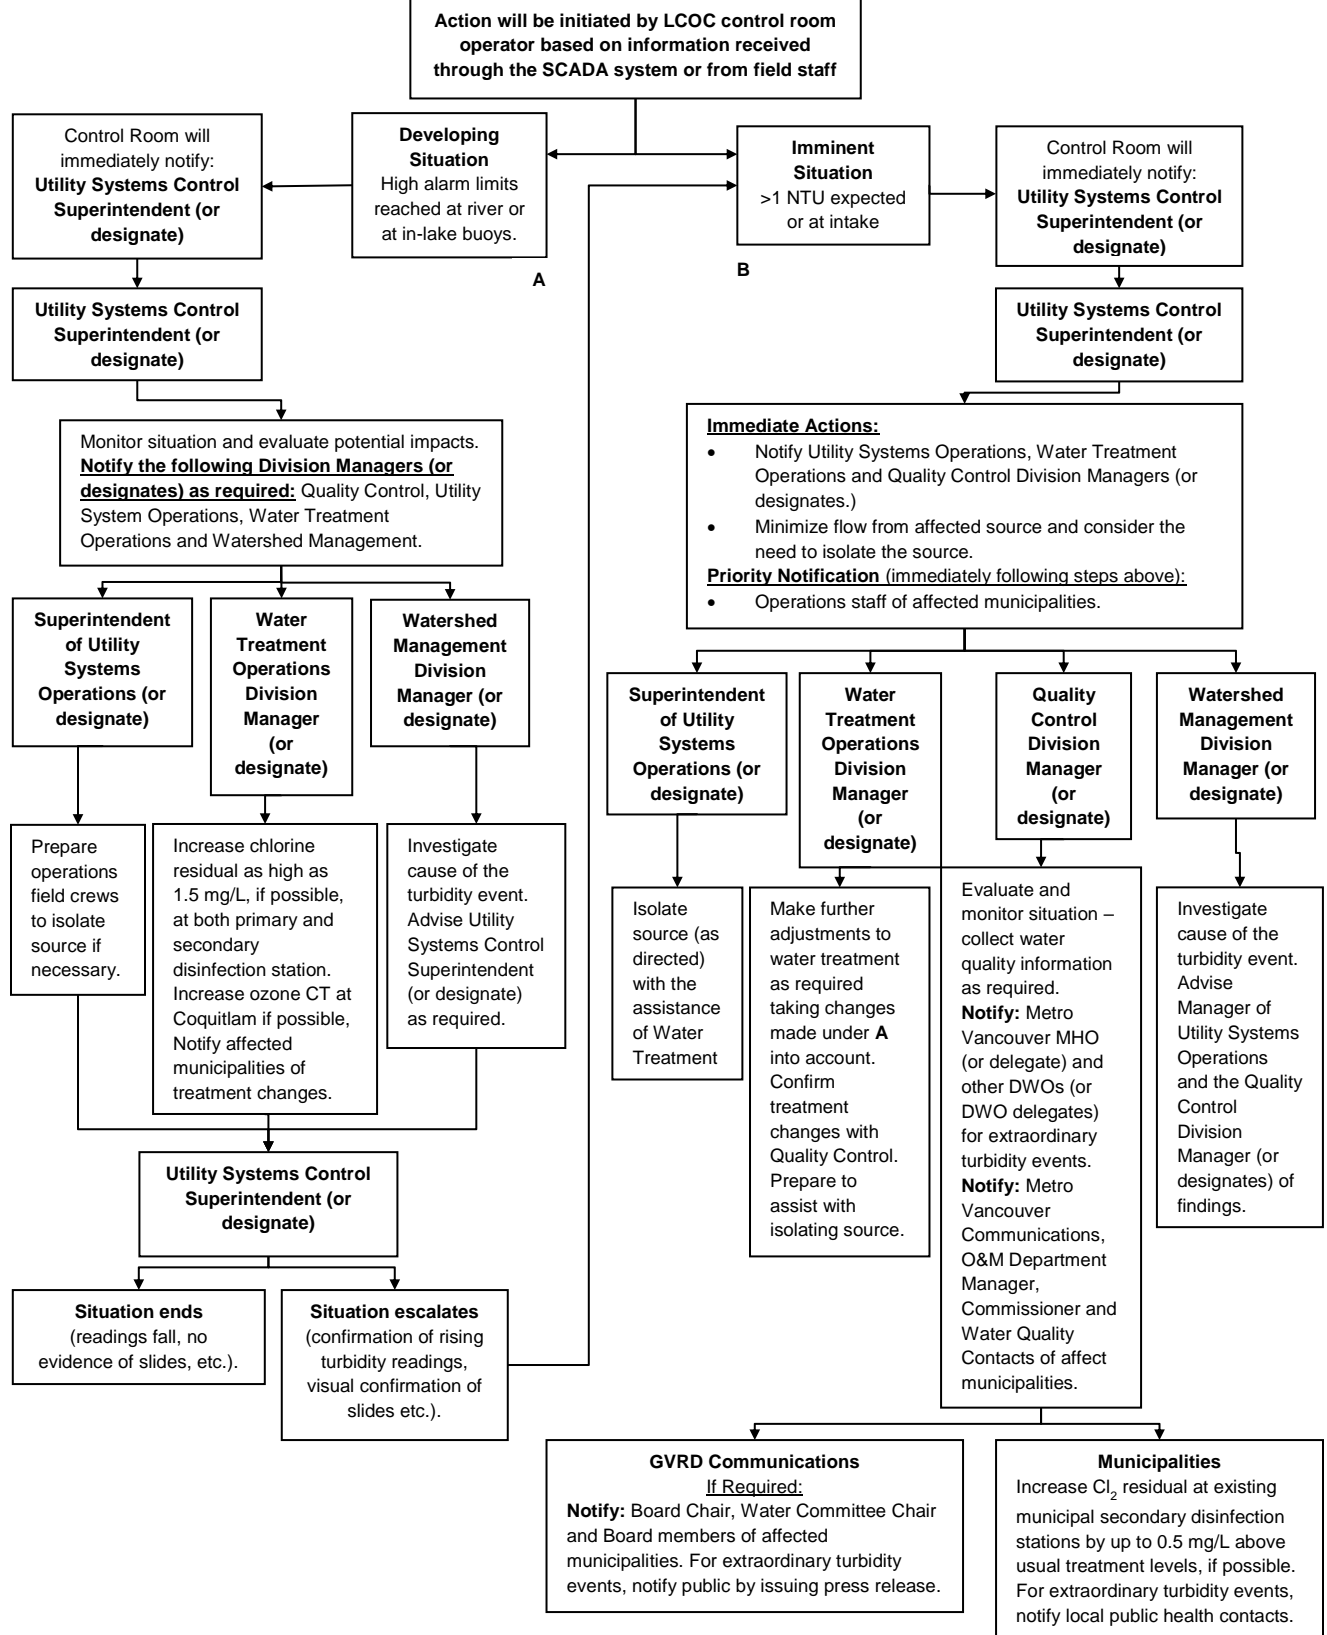 Action will be initiated by LCOC control room
operator based on information received
through the SCADA system or from field staff
Control Room will
immediately notify:
Utility Systems Control
Superintendent (or
designate)
Developing
Situation
High alarm limits
reached at river or
at in-lake buoys.
A
Imminent
Situation
>1 NTU expected
or at intake
B
Control Room will
immediately notify:
Utility Systems Control
Superintendent (or
designate)
Utility Systems Control
Superintendent (or
designate)
Utility Systems Control
Superintendent (or
designate)
Monitor situation and evaluate potential impacts.
Notify the following Division Managers (or
designates) as required: Quality Control, Utility
System Operations, Water Treatment
Operations and Watershed Management.
Immediate Actions:
• Notify Utility Systems Operations, Water Treatment
Operations and Quality Control Division Managers (or
designates.)
• Minimize flow from affected source and consider the
need to isolate the source.
Priority Notification (immediately following steps above):
• Operations staff of affected municipalities.
Superintendent
of Utility
Systems
Operations (or
designate)
Water
Treatment
Operations
Division
Manager
(or
designate)
Watershed
Management
Division
Manager (or
designate)
Superintendent
of Utility
Systems
Operations (or
designate)
Water
Treatment
Operations
Division
Manager
(or
designate)
Quality
Control
Division
Manager
(or
designate)
Watershed
Management
Division
Manager (or
designate)
Prepare
operations
field crews
to isolate
source if
necessary.
Increase chlorine
residual as high as
1.5 mg/L, if possible,
at both primary and
secondary
disinfection station.
Increase ozone CT at
Coquitlam if possible,
Notify affected
municipalities of
treatment changes.
Investigate
cause of the
turbidity event.
Advise Utility
Systems Control
Superintendent
(or designate)
as required.
Isolate
source (as
directed)
with the
assistance
of Water
Treatment
Make further
adjustments to
water treatment
as required
taking changes
made under A
into account.
Confirm
treatment
changes with
Quality Control.
Prepare to
assist with
isolating source.
Evaluate and
monitor situation –
collect water
quality information
as required.
Notify: Metro
Vancouver MHO
(or delegate) and
other DWOs (or
DWO delegates)
for extraordinary
turbidity events.
Notify: Metro
Vancouver
Communications,
O&M Department
Manager,
Commissioner and
Water Quality
Contacts of affect
municipalities.
Investigate
cause of the
turbidity event.
Advise
Manager of
Utility Systems
Operations
and the Quality
Control
Division
Manager (or
designates) of
findings.
Utility Systems Control
Superintendent (or
designate)
Situation ends
(readings fall, no
evidence of slides, etc.).
Situation escalates
(confirmation of rising
turbidity readings,
visual confirmation of
slides etc.).
GVRD Communications
If Required:
Notify: Board Chair, Water Committee Chair
and Board members of affected
municipalities. For extraordinary turbidity
events, notify public by issuing press release.
Municipalities
Increase Cl2 residual at existing
municipal secondary disinfection
stations by up to 0.5 mg/L above
usual treatment levels, if possible.
For extraordinary turbidity events,
notify local public health contacts.